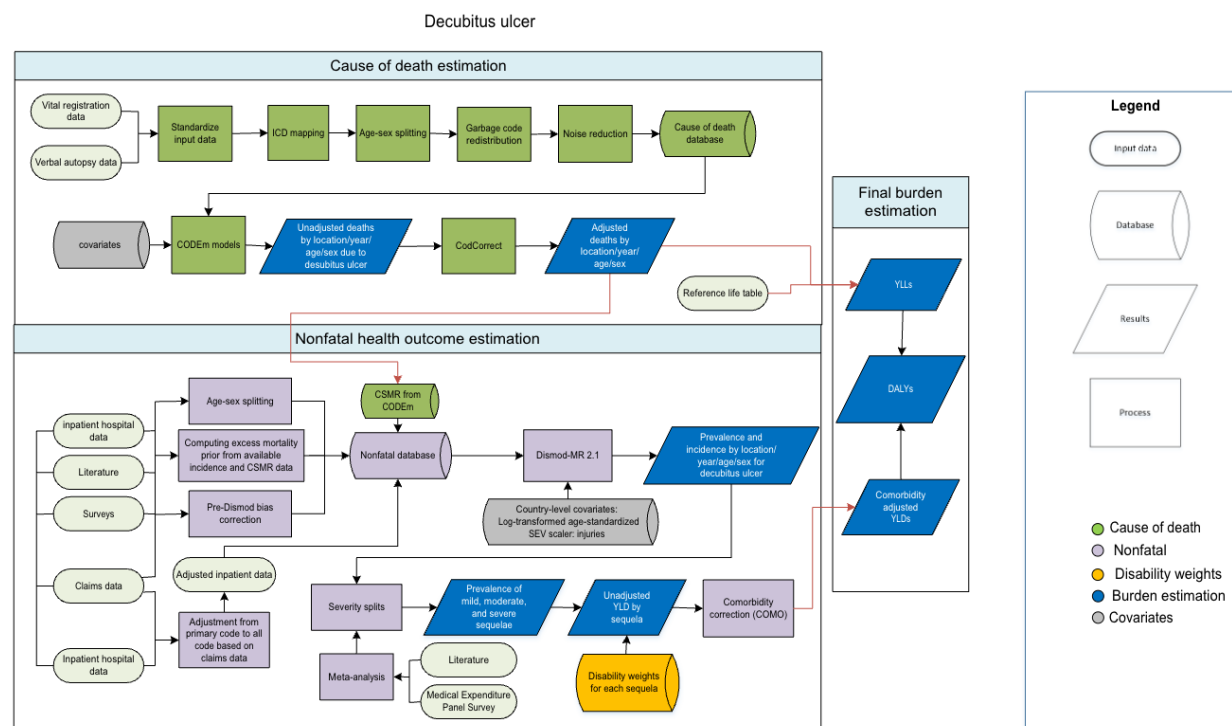 Decubitus ulcer
Cause of death estimation
Vital registration
data
Verbal autopsy data
Standardize
input data
ICD mapping
Age-sex splitting
Garbage code
redistribution
Noise reduction
Cause of death
database
covariates
CODEm models
Unadjusted deaths
by location/year/
age/sex due to
desubitus ulcer
CodCorrect
Adjusted
deaths by
location/year/
age/sex
Reference life table
Final burden
estimation
YLLs
DALYs
Comorbidity
adjusted
YLDs
Nonfatal health outcome estimation
inpatient hospital
data
Literature
Surveys
Claims data
Inpatient hospital
data
Age-sex splitting
Computing excess mortality
prior from available
incidence and CSMR data
Pre-Dismod bias
correction
Adjusted inpatient data
Adjustment from
primary code to all
code based on
claims data
CSMR from
CODEm
Nonfatal database
Dismod-MR 2.1
Country-level covariates:
Log-transformed age-standardized
SEV scaler: injuries
Prevalence and
incidence by location/
year/age/sex for
decubitus ulcer
Severity splits
Meta-analysis
Literature
Medical Expenditure
Panel Survey
Prevalence of
mild, moderate,
and severe
sequelae
Unadjusted
YLD by
sequela
Disability weights
for each sequela
Comorbidity
correction (COMO)
Legend
Input data
Database
Results
Process
Cause of death
Nonfatal
Disability weights
Burden estimation
Covariates